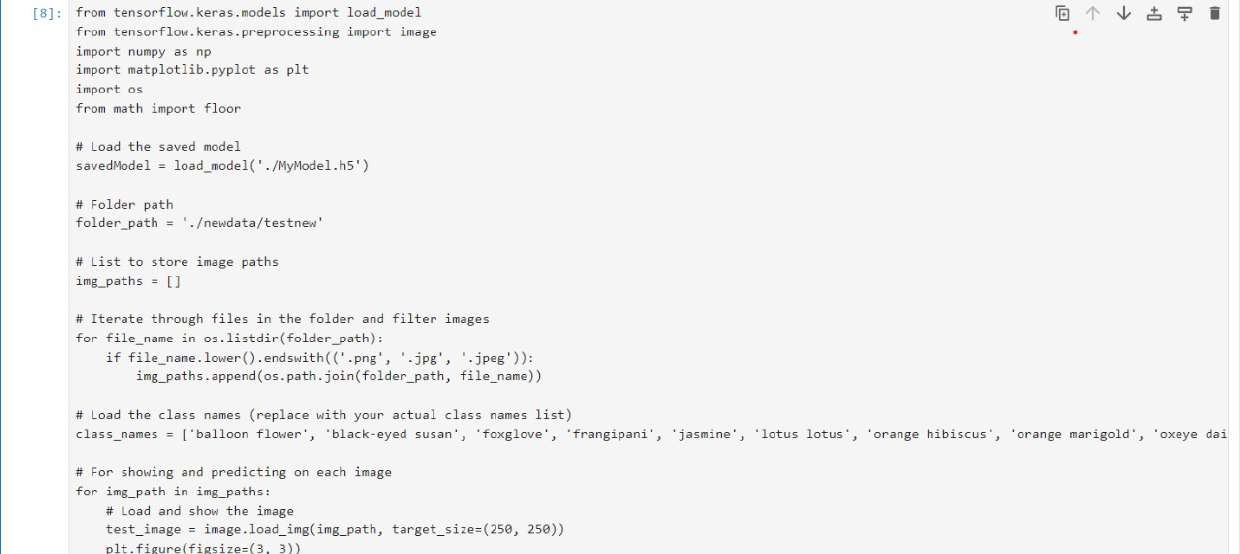 [8]:
from tensorflow.keras.models import load_model
from tensorflow.keras.preprocessing import image
import numpy as np
import matplotlib.pyplot as plt
import os
from math import floor
# Load the saved model
savedModel = load_model('./MyModel.h5')
# Folder path
folder_path = './newdata/testnew'
# List to store image paths
img_paths = []
# Iterate through files in the folder and filter images
for file_name in os.listdir(folder_path):
    if file_name.lower().endswith(('.png', '.jpg', '.jpeg')):
        img_paths.append(os.path.join(folder_path, file_name))
# Load the class names (replace with your actual class names list)
class_names = ['balloon flower', 'black-eyed susan', 'foxglove', 'frangipani', 'jasmine', 'lotus lotus', 'orange hibiscus', 'orange marigold', 'oxeye dai
# For showing and predicting on each image
for img_path in img_paths:
    # Load and show the image
    test_image = image.load_img(img_path, target_size=(250, 250))
    plt.figure(figsize=(3, 3))